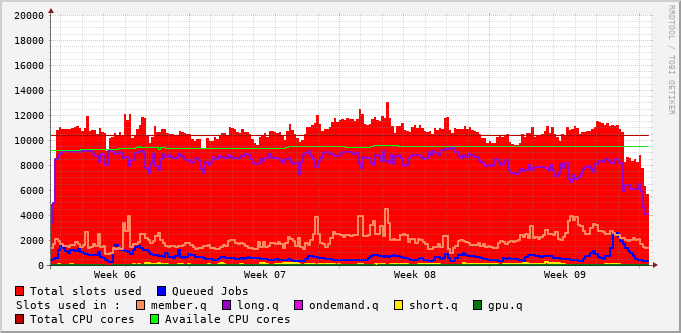 20000
18000
16000
14000
12000
10000
8000
6000
4000
2000
0
Week 06 Week 07 Week 08 Week 09
RRDTOOL / TOBI OETIKER
Total slots used Queued Jobs
Slots used in : member.q long.q ondemand.q short.q gpu.q
Total CPU cores Availale CPU cores